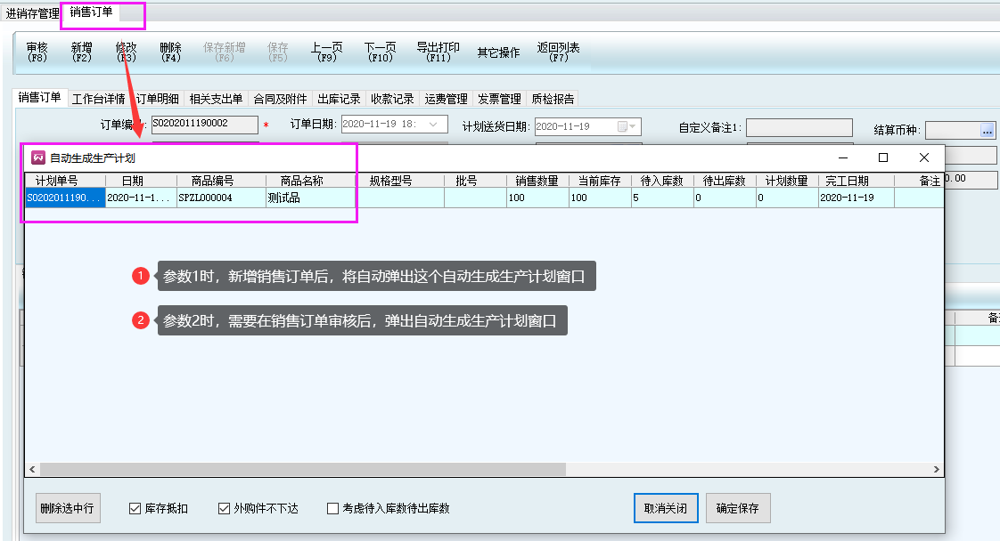 进销存管理 销售订单
审核 新增 修改 删除 保存新增 保存 上一页 下一页 导出打印 其它操作 返回列表
(F8) (F2) (F3) (F4) (F6) (F5) (F9) (F10) (F11) (F7)
销售订单 工作台详情 订单明细 相关支出单 合同及附件 出库记录 收款记录 运费管理 发票管理 质检报告
订单编 : SO202011190002 * 订单日期: 2020-11-19 18: 计划送货日期: 2020-11-19 自定义备注1: 结算币种: ...
自动生成生产计划
计划单号 日期 商品编号 商品名称 规格型号 批号 销售数量 当前库存 待入库数 待出库数 计划数量 完工日期 备注
SO202011190... 2020-11-1... SPZL000004 测试品 100 100 5 0 0 2020-11-19
0.00
1 参数1时，新增销售订单后，将自动弹出这个自动生成生产计划窗口
2 参数2时，需要在销售订单审核后，弹出自动生成生产计划窗口
删除选中行 库存抵扣 外购件不下达 考虑待入库数待出库数 取消关闭 确定保存